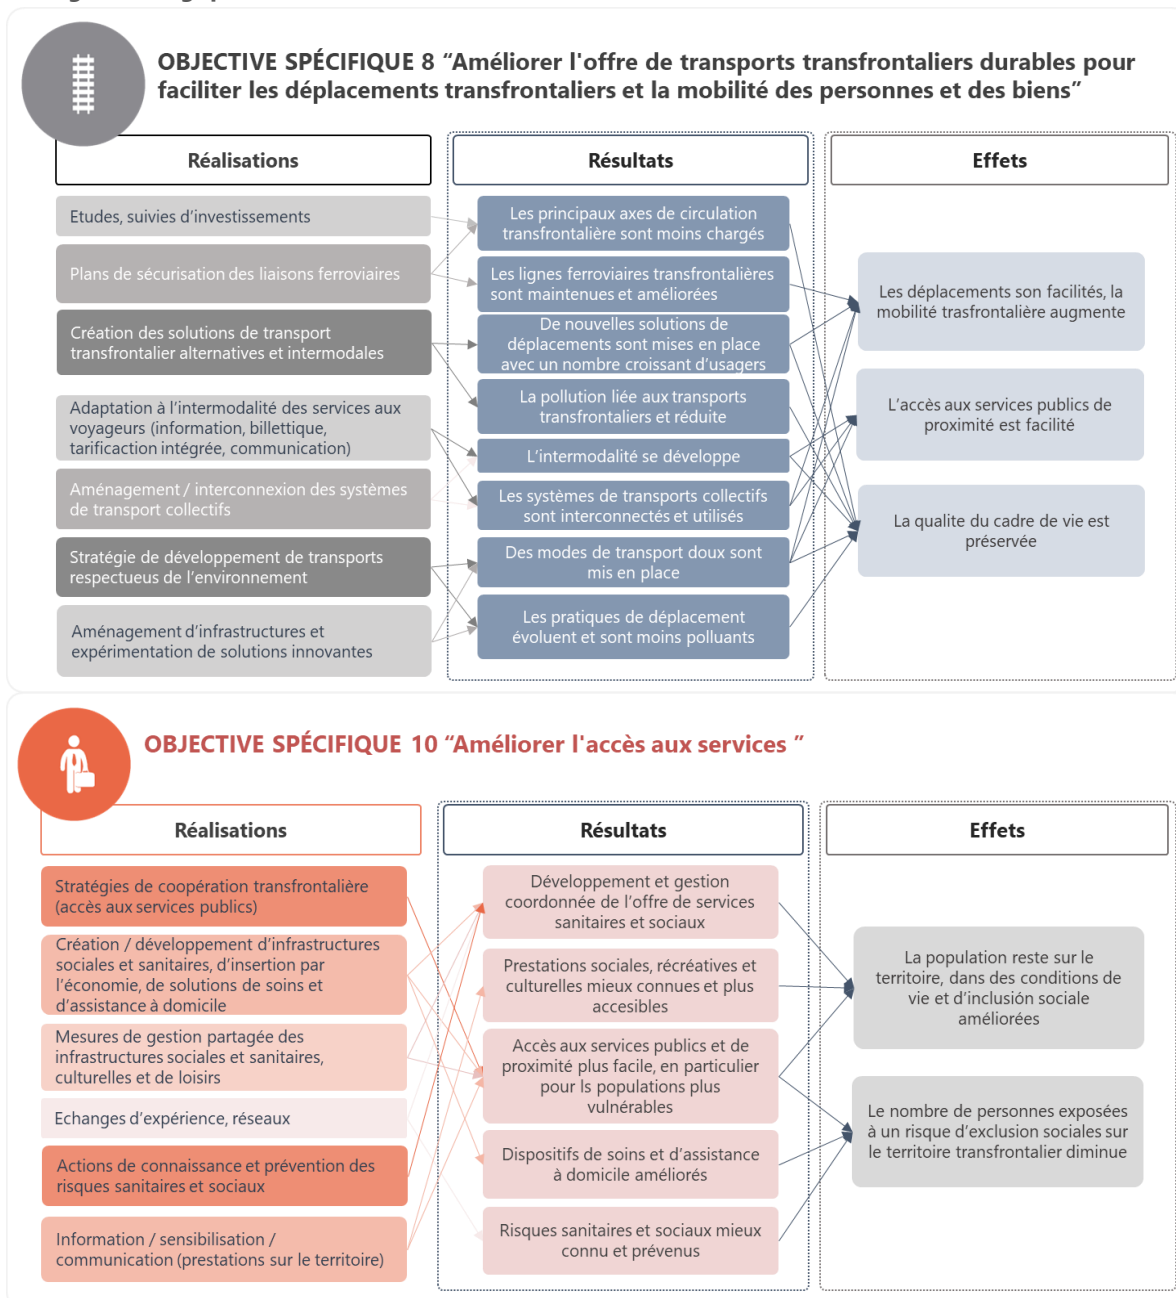 OBJECTIVE SPÉCIFIQUE 8 “Améliorer l'offre de transports transfrontaliers durables pour
faciliter les déplacements transfrontaliers et la mobilité des personnes et des biens”
Réalisations
Résultats
Effets
Etudes, suivies d’investissements
Plans de sécurisation des liaisons ferroviaires
Création des solutions de transport
transfrontalier alternatives et intermodales
Adaptation à l’intermodalité des services aux
voyageurs (information, billettique,
tarificaction intégrée, communication)
Aménagement / interconnexion des systèmes
de transport collectifs
Stratégie de développement de transports
respectueus de l’environnement
Aménagement d’infrastructures et
expérimentation de solutions innovantes
Les principaux axes de circulation
transfrontalière sont moins chargés
Les lignes ferroviaires transfrontalières
sont maintenues et améliorées
De nouvelles solutions de
déplacements sont mises en place
avec un nombre croissant d’usagers
La pollution liée aux transports
transfrontaliers et réduite
L’intermodalité se développe
Les systèmes de transports collectifs
sont interconnectés et utilisés
Des modes de transport doux sont
mis en place
Les pratiques de déplacement
évoluent et sont moins polluants
Les déplacements son facilités, la
mobilité trasfrontalière augmente
L’accès aux services publics de
proximité est facilité
La qualite du cadre de vie est
préservée
OBJECTIVE SPÉCIFIQUE 10 “Améliorer l'accès aux services ”
Réalisations
Résultats
Effets
Stratégies de coopération transfrontalière
(accès aux services publics)
Création / développement d’infrastructures
sociales et sanitaires, d’insertion par
l’économie, de solutions de soins et
d’assistance à domicile
Mesures de gestion partagée des
infrastructures sociales et sanitaires,
culturelles et de loisirs
Echanges d’expérience, réseaux
Actions de connaissance et prévention des
risques sanitaires et sociaux
Information / sensibilisation /
communication (prestations sur le territoire)
Développement et gestion
coordonnée de l’offre de services
sanitaires et sociaux
Prestations sociales, récréatives et
culturelles mieux connues et plus
accesibles
Accès aux services publics et de
proximité plus facile, en particulier
pour ls populations plus
vulnérables
Dispositifs de soins et d’assistance
à domicile améliorés
Risques sanitaires et sociaux mieux
connu et prévenus
La population reste sur le
territoire, dans des conditions de
vie et d’inclusión sociale
améliorées
Le nombre de personnes exposées
à un risque d’exclusion sociales sur
le territoire transfrontalier diminue